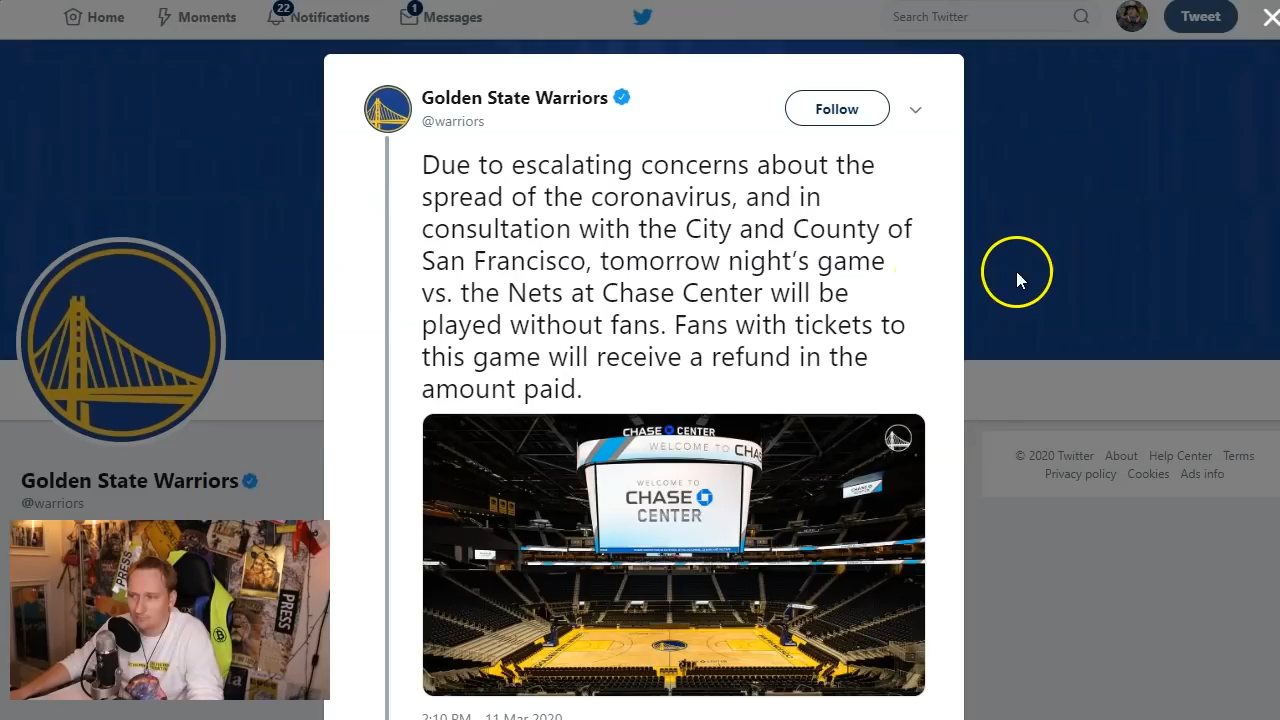 Home
Moments
22
Notifications
1
Messages
Search Twitter
Tweet
Golden State Warriors
@warriors
Follow
Due to escalating concerns about the
spread of the coronavirus, and in
consultation with the City and County of
San Francisco, tomorrow night's game
vs. the Nets at Chase Center will be
played without fans. Fans with tickets to
this game will receive a refund in the
amount paid.
CHASE CENTER
WELCOME TO CHA
WELCOME TO
CHASE
CENTER
2:10 PM 11 Mar 2020
Golden State Warriors
@warriors
PRESS
PRESS
© 2020 Twitter About Help Center Terms
Privacy policy Cookies Ads info